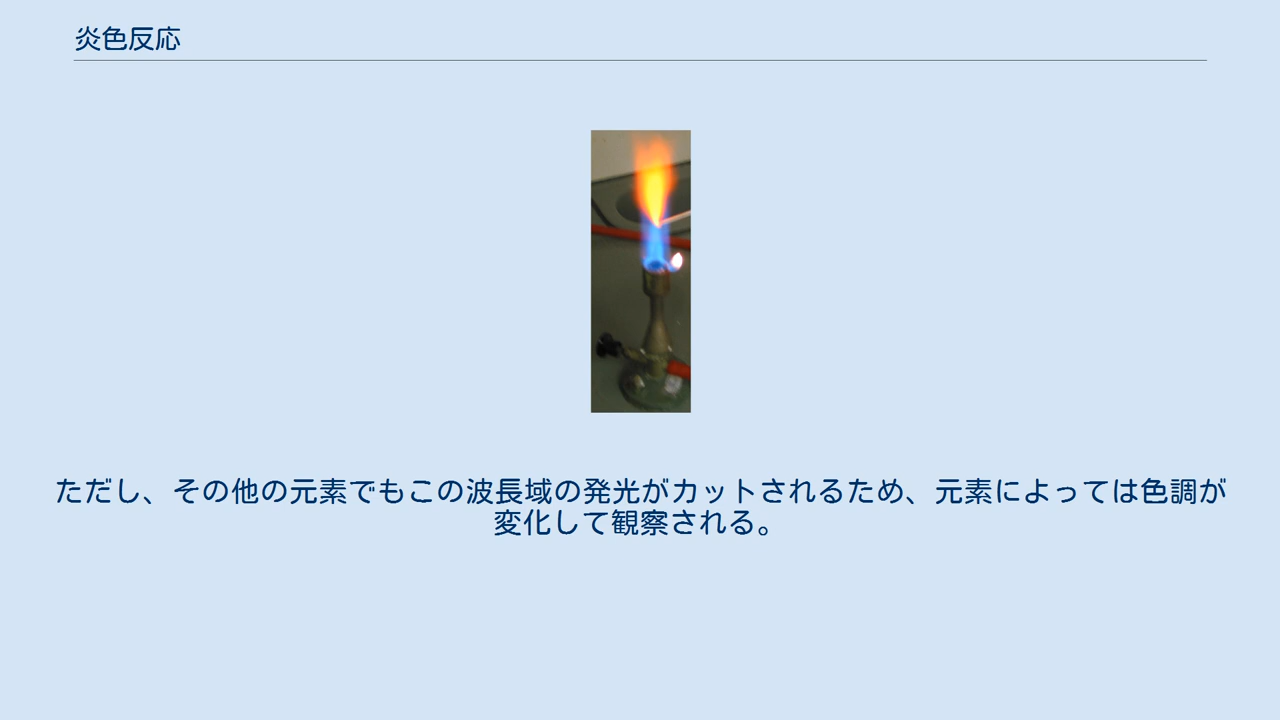 炎色反応
ただし、その他の元素でもこの波長域の発光がカットされるため、元素によっては色調が
変化して観察される。